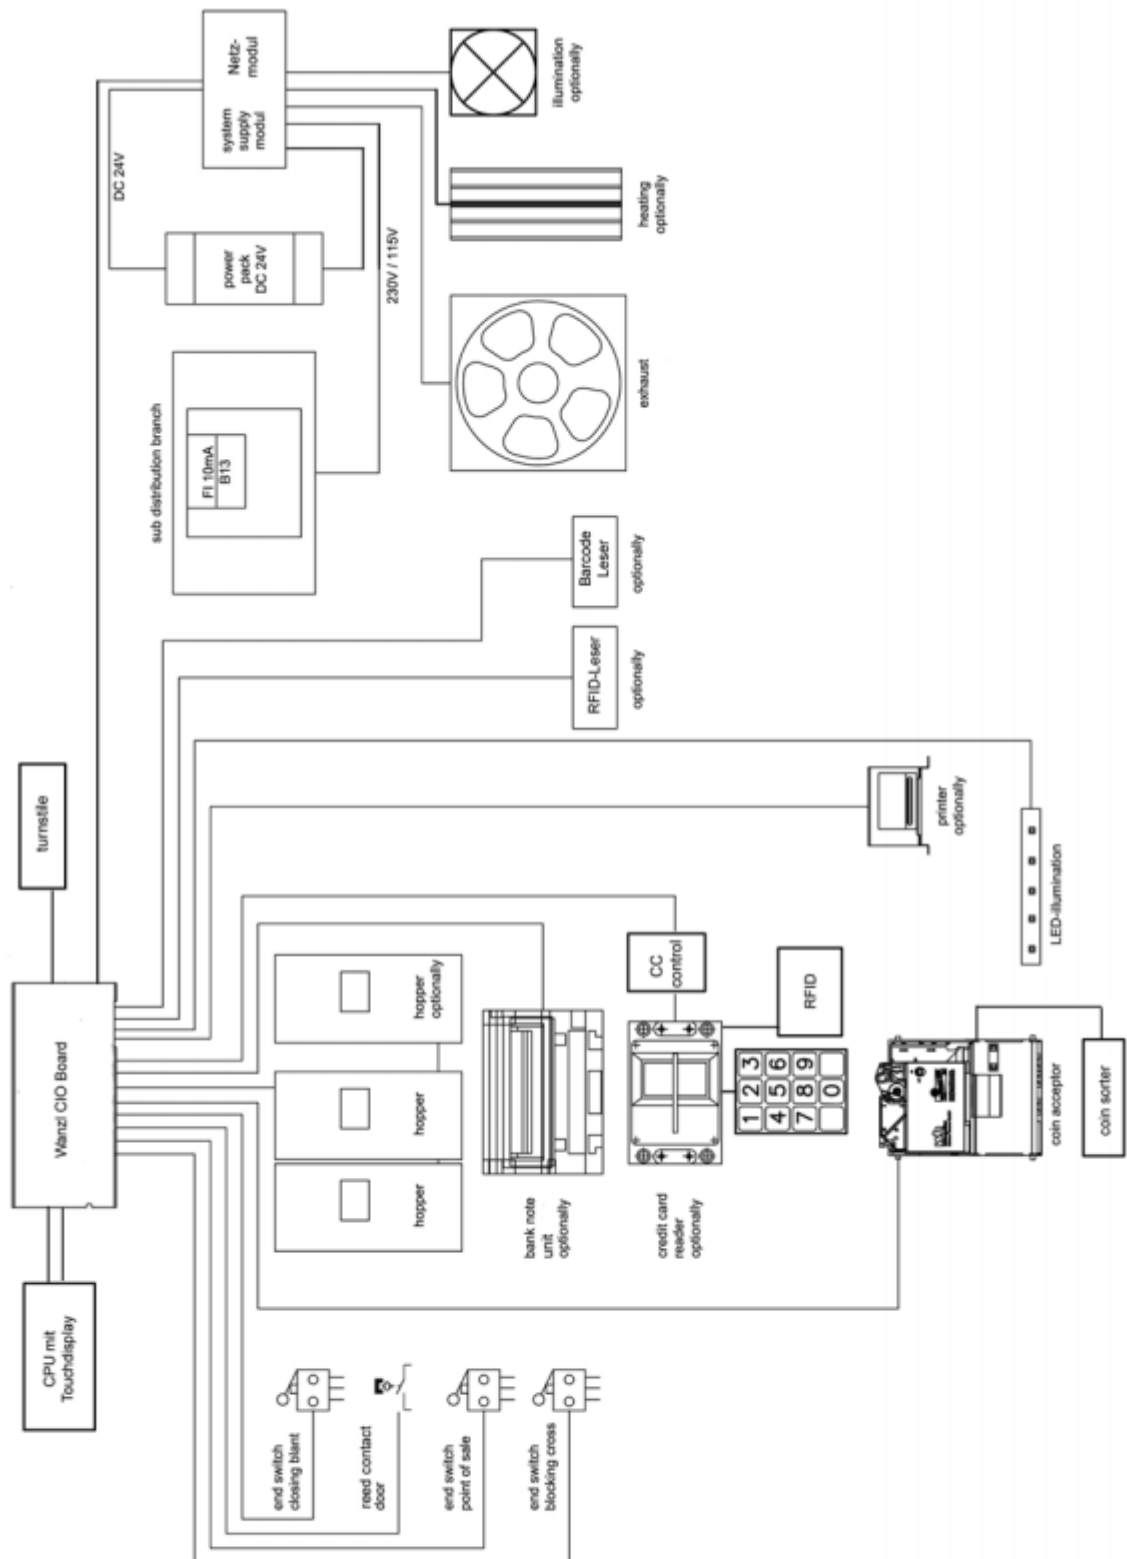 CPU mit
Touchdisplay
Wanzl CIO Board
turnstile
DC 24V
Netz-
modul
system
supply
modul
power
pack
DC 24V
230V / 115V
sub distribution branch
FI 10mA
B13
illumination
optionally
heating
optionally
exhaust
Barcode
Leser
optionally
RFID-Leser
optionally
printer
optionally
LED-illumination
hopper
hopper
hopper
optionally
bank note
unit
optionally
CC
control
credit card
reader
optionally
RFID
1 2 3
4 5 6
7 8 9
0
coin acceptor
coin sorter
end switch
closing blant
reed contact
door
end switch
point of sale
end switch
blocking cross